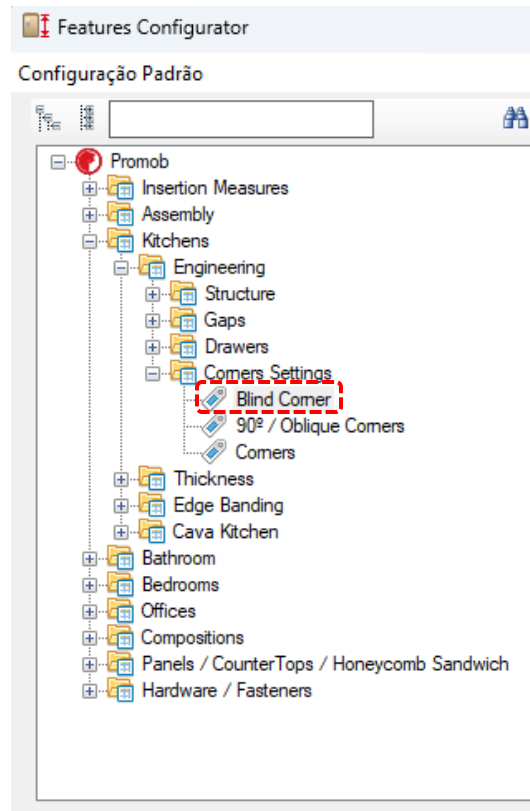 Features Configurator
Configuração Padrão
Promob
Insertion Measures
Assembly
Kitchens
Engineering
Structure
Gaps
Drawers
Corners Settings
Blind Corner
90º / Oblique Corners
Corners
Thickness
Edge Banding
Cava Kitchen
Bathroom
Bedrooms
Offices
Compositions
Panels / CounterTops / Honeycomb Sandwich
Hardware / Fasteners